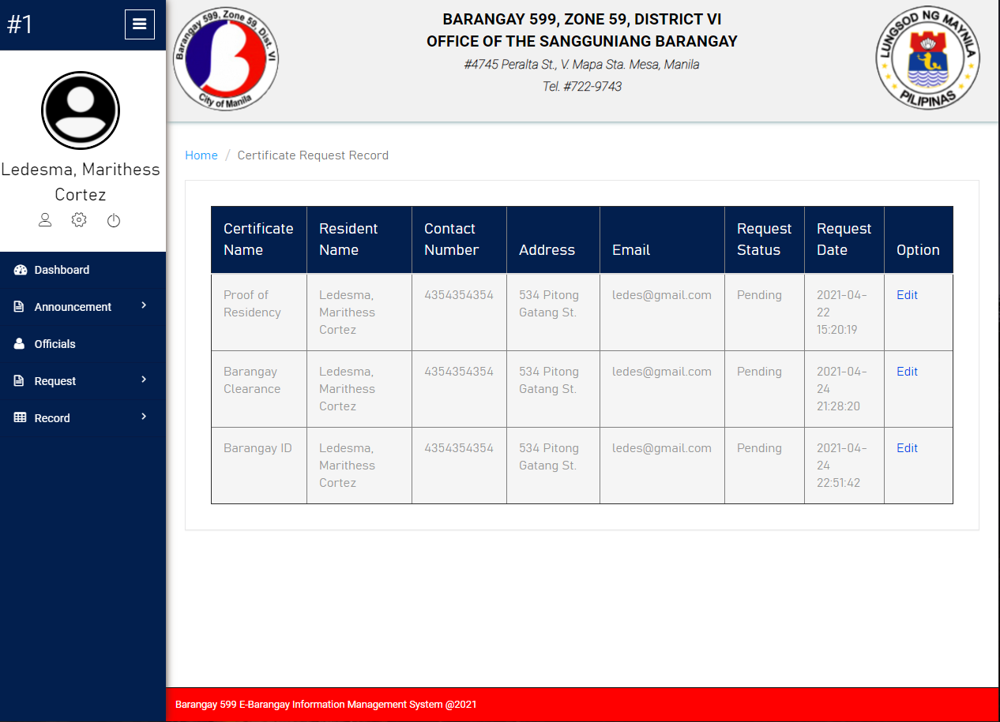 #1
Barangay 599, Zone 59, Dist. VI
City of Manila
BARANGAY 599, ZONE 59, DISTRICT VI
OFFICE OF THE SANGGUNIANG BARANGAY
#4745 Peralta St., V. Mapa Sta. Mesa, Manila
Tel. #722-9743
LUNGSOD NG MAYNILA
PILIPINAS
Ledesma, Marithess
Cortez
Dashboard
Announcement
Officials
Request
Record
Home / Certificate Request Record
Certificate Name Resident Name Contact Number Address Email Request Status Request Date Option
Proof of Residency Ledesma, Marithess Cortez 4354354354 534 Pitong Gatang St. ledes@gmail.com Pending 2021-04-22 15:20:19 Edit
Barangay Clearance Ledesma, Marithess Cortez 4354354354 534 Pitong Gatang St. ledes@gmail.com Pending 2021-04-24 21:28:20 Edit
Barangay ID Ledesma, Marithess Cortez 4354354354 534 Pitong Gatang St. ledes@gmail.com Pending 2021-04-24 22:51:42 Edit
Barangay 599 E-Barangay Information Management System @2021